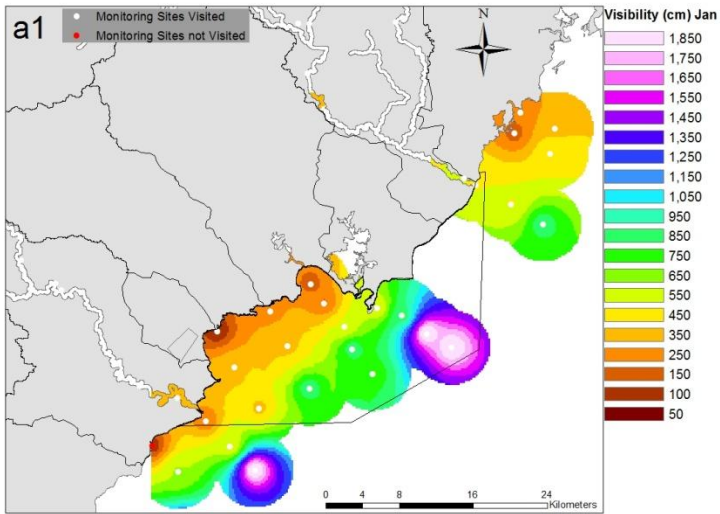 a1
Monitoring Sites Visited
Monitoring Sites not Visited
N
Visibility (cm) Jan
1,850
1,750
1,650
1,550
1,450
1,350
1,250
1,150
1,050
950
850
750
650
550
450
350
250
150
100
50
0 4 8 12 16 24
Kilometers